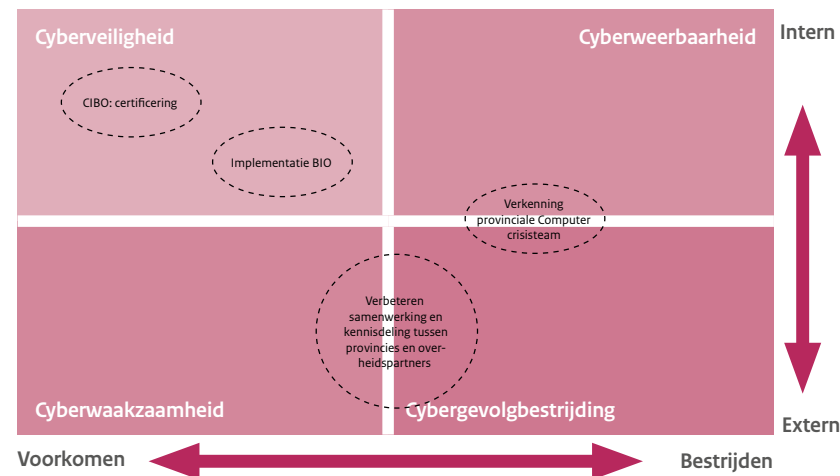 Cyberveiligheid
Cyberweerbaarheid
Intern
CIBO: certificering
Implementatie BIO
Verkenning
provinciale Computer
crisisteam
Verbeteren
samenwerking en
kennisdeling tussen
provincies en over-
heidspartners
Cyberwaakzaamheid
Cybergevolgbestrijding
Extern
Voorkomen
Bestrijden